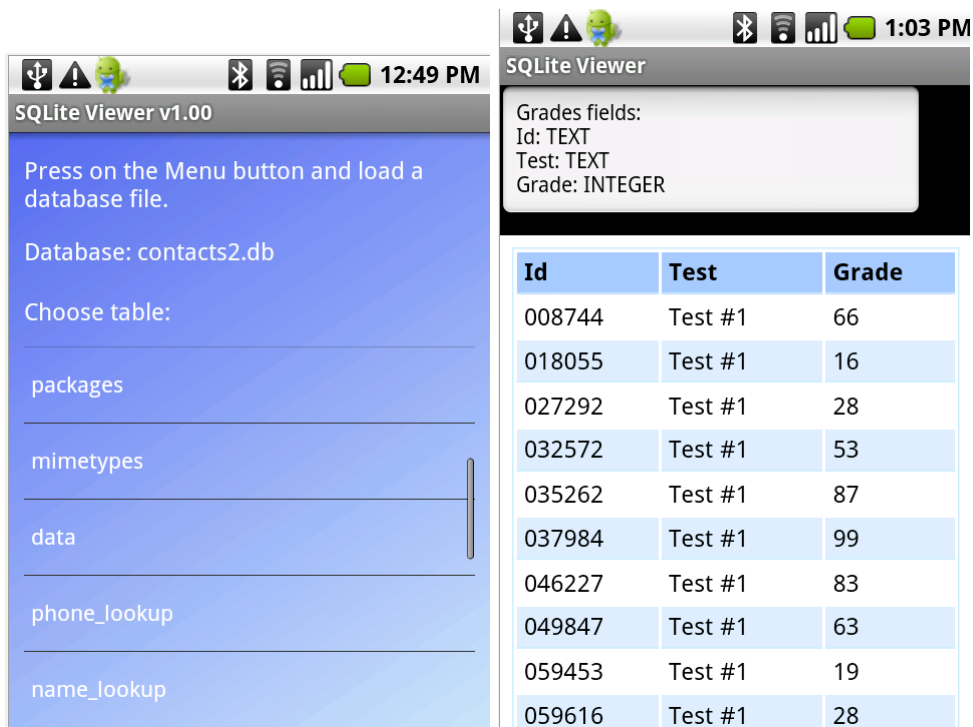 12:49 PM
SQLite Viewer v1.00
Press on the Menu button and load a
database file.
Database: contacts2.db
Choose table:
packages
mimetypes
data
phone_lookup
name_lookup
1:03 PM
SQLite Viewer
Grades fields:
Id: TEXT
Test: TEXT
Grade: INTEGER
Id Test Grade
008744 Test #1 66
018055 Test #1 16
027292 Test #1 28
032572 Test #1 53
035262 Test #1 87
037984 Test #1 99
046227 Test #1 83
049847 Test #1 63
059453 Test #1 19
059616 Test #1 28